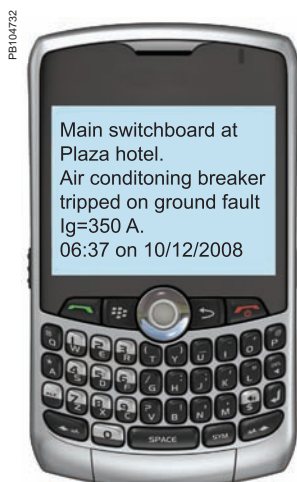 PB104732
Main switchboard at
Plaza hotel.
Air conditoning breaker
tripped on ground fault
Ig=350 A.
06:37 on 10/12/2008
Q W E R T Y U I O P
A S D F G H J K L
Z X C V B N M
SPACE SYM